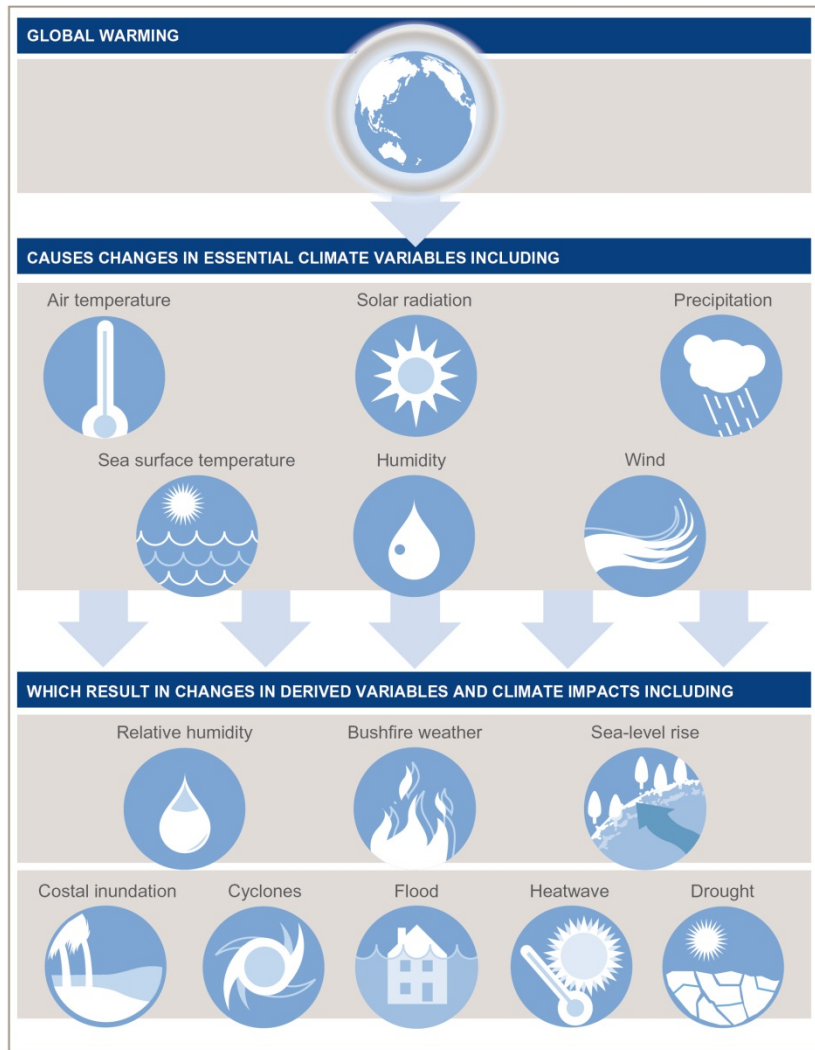 GLOBAL WARMING
CAUSES CHANGES IN ESSENTIAL CLIMATE VARIABLES INCLUDING
Air temperature
Solar radiation
Precipitation
Sea surface temperature
Humidity
Wind
WHICH RESULT IN CHANGES IN DERIVED VARIABLES AND CLIMATE IMPACTS INCLUDING
Relative humidity
Bushfire weather
Sea-level rise
Costal inundation
Cyclones
Flood
Heatwave
Drought